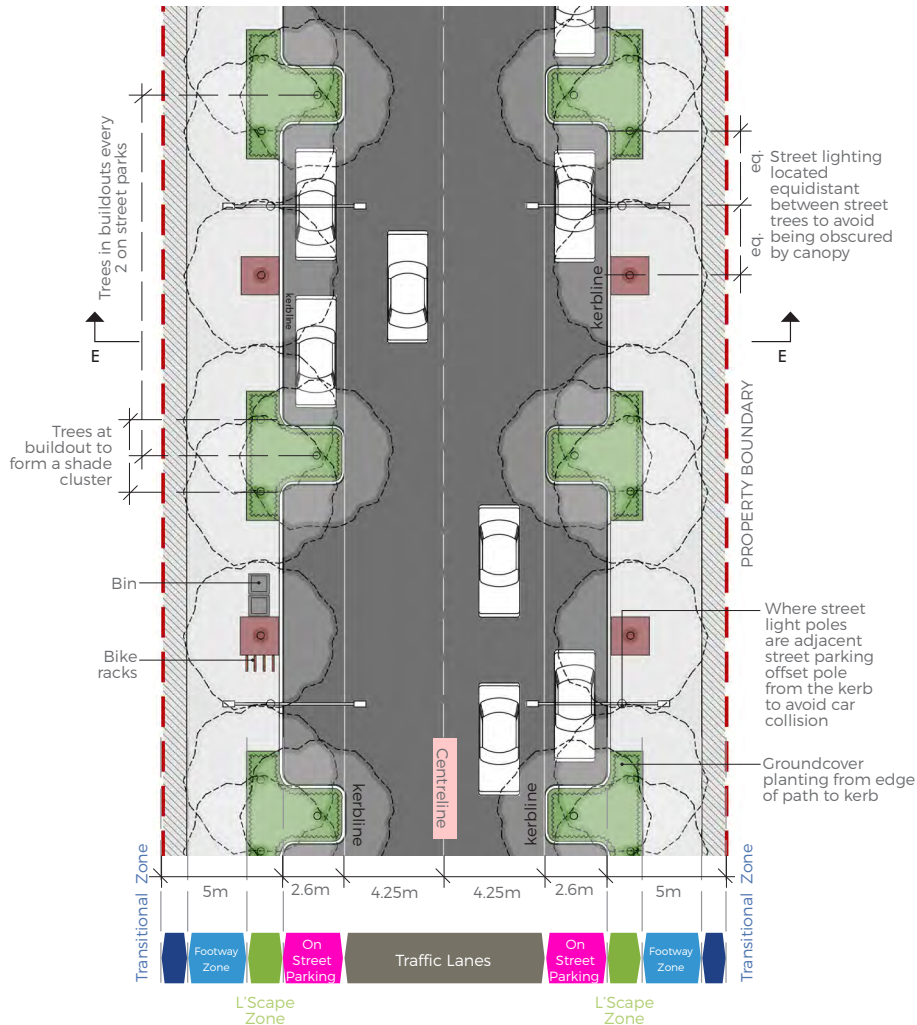 Trees in buildouts every
2 on street parks
eq.
eq.
Street lighting
located
equidistant
between street
trees to avoid
being obscured
by canopy
kerbline
kerbline
E
E
Trees at
buildout to
form a shade
cluster
PROPERTY BOUNDARY
Bin
Bike
racks
Where street
light poles
are adjacent
street parking
offset pole
from the kerb
to avoid car
collision
Groundcover
planting from edge
of path to kerb
kerbline
Centreline
kerbline
Transitional Zone
5m
2.6m
4.25m
4.25m
2.6m
5m
Transitional Zone
Footway
Zone
On
Street
Parking
Traffic Lanes
On
Street
Parking
Footway
Zone
L'Scape
Zone
L'Scape
Zone